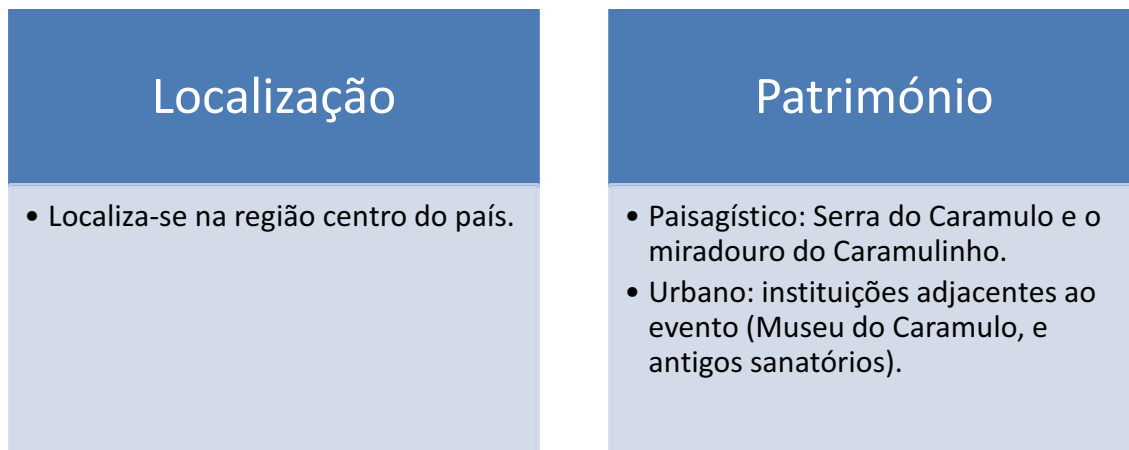 Localização
• Localiza-se na região centro do país.
Património
• Paisagístico: Serra do Caramulo e o
miradouro do Caramulinho.
• Urbano: instituições adjacentes ao
evento (Museu do Caramulo, e
antigos sanatórios).